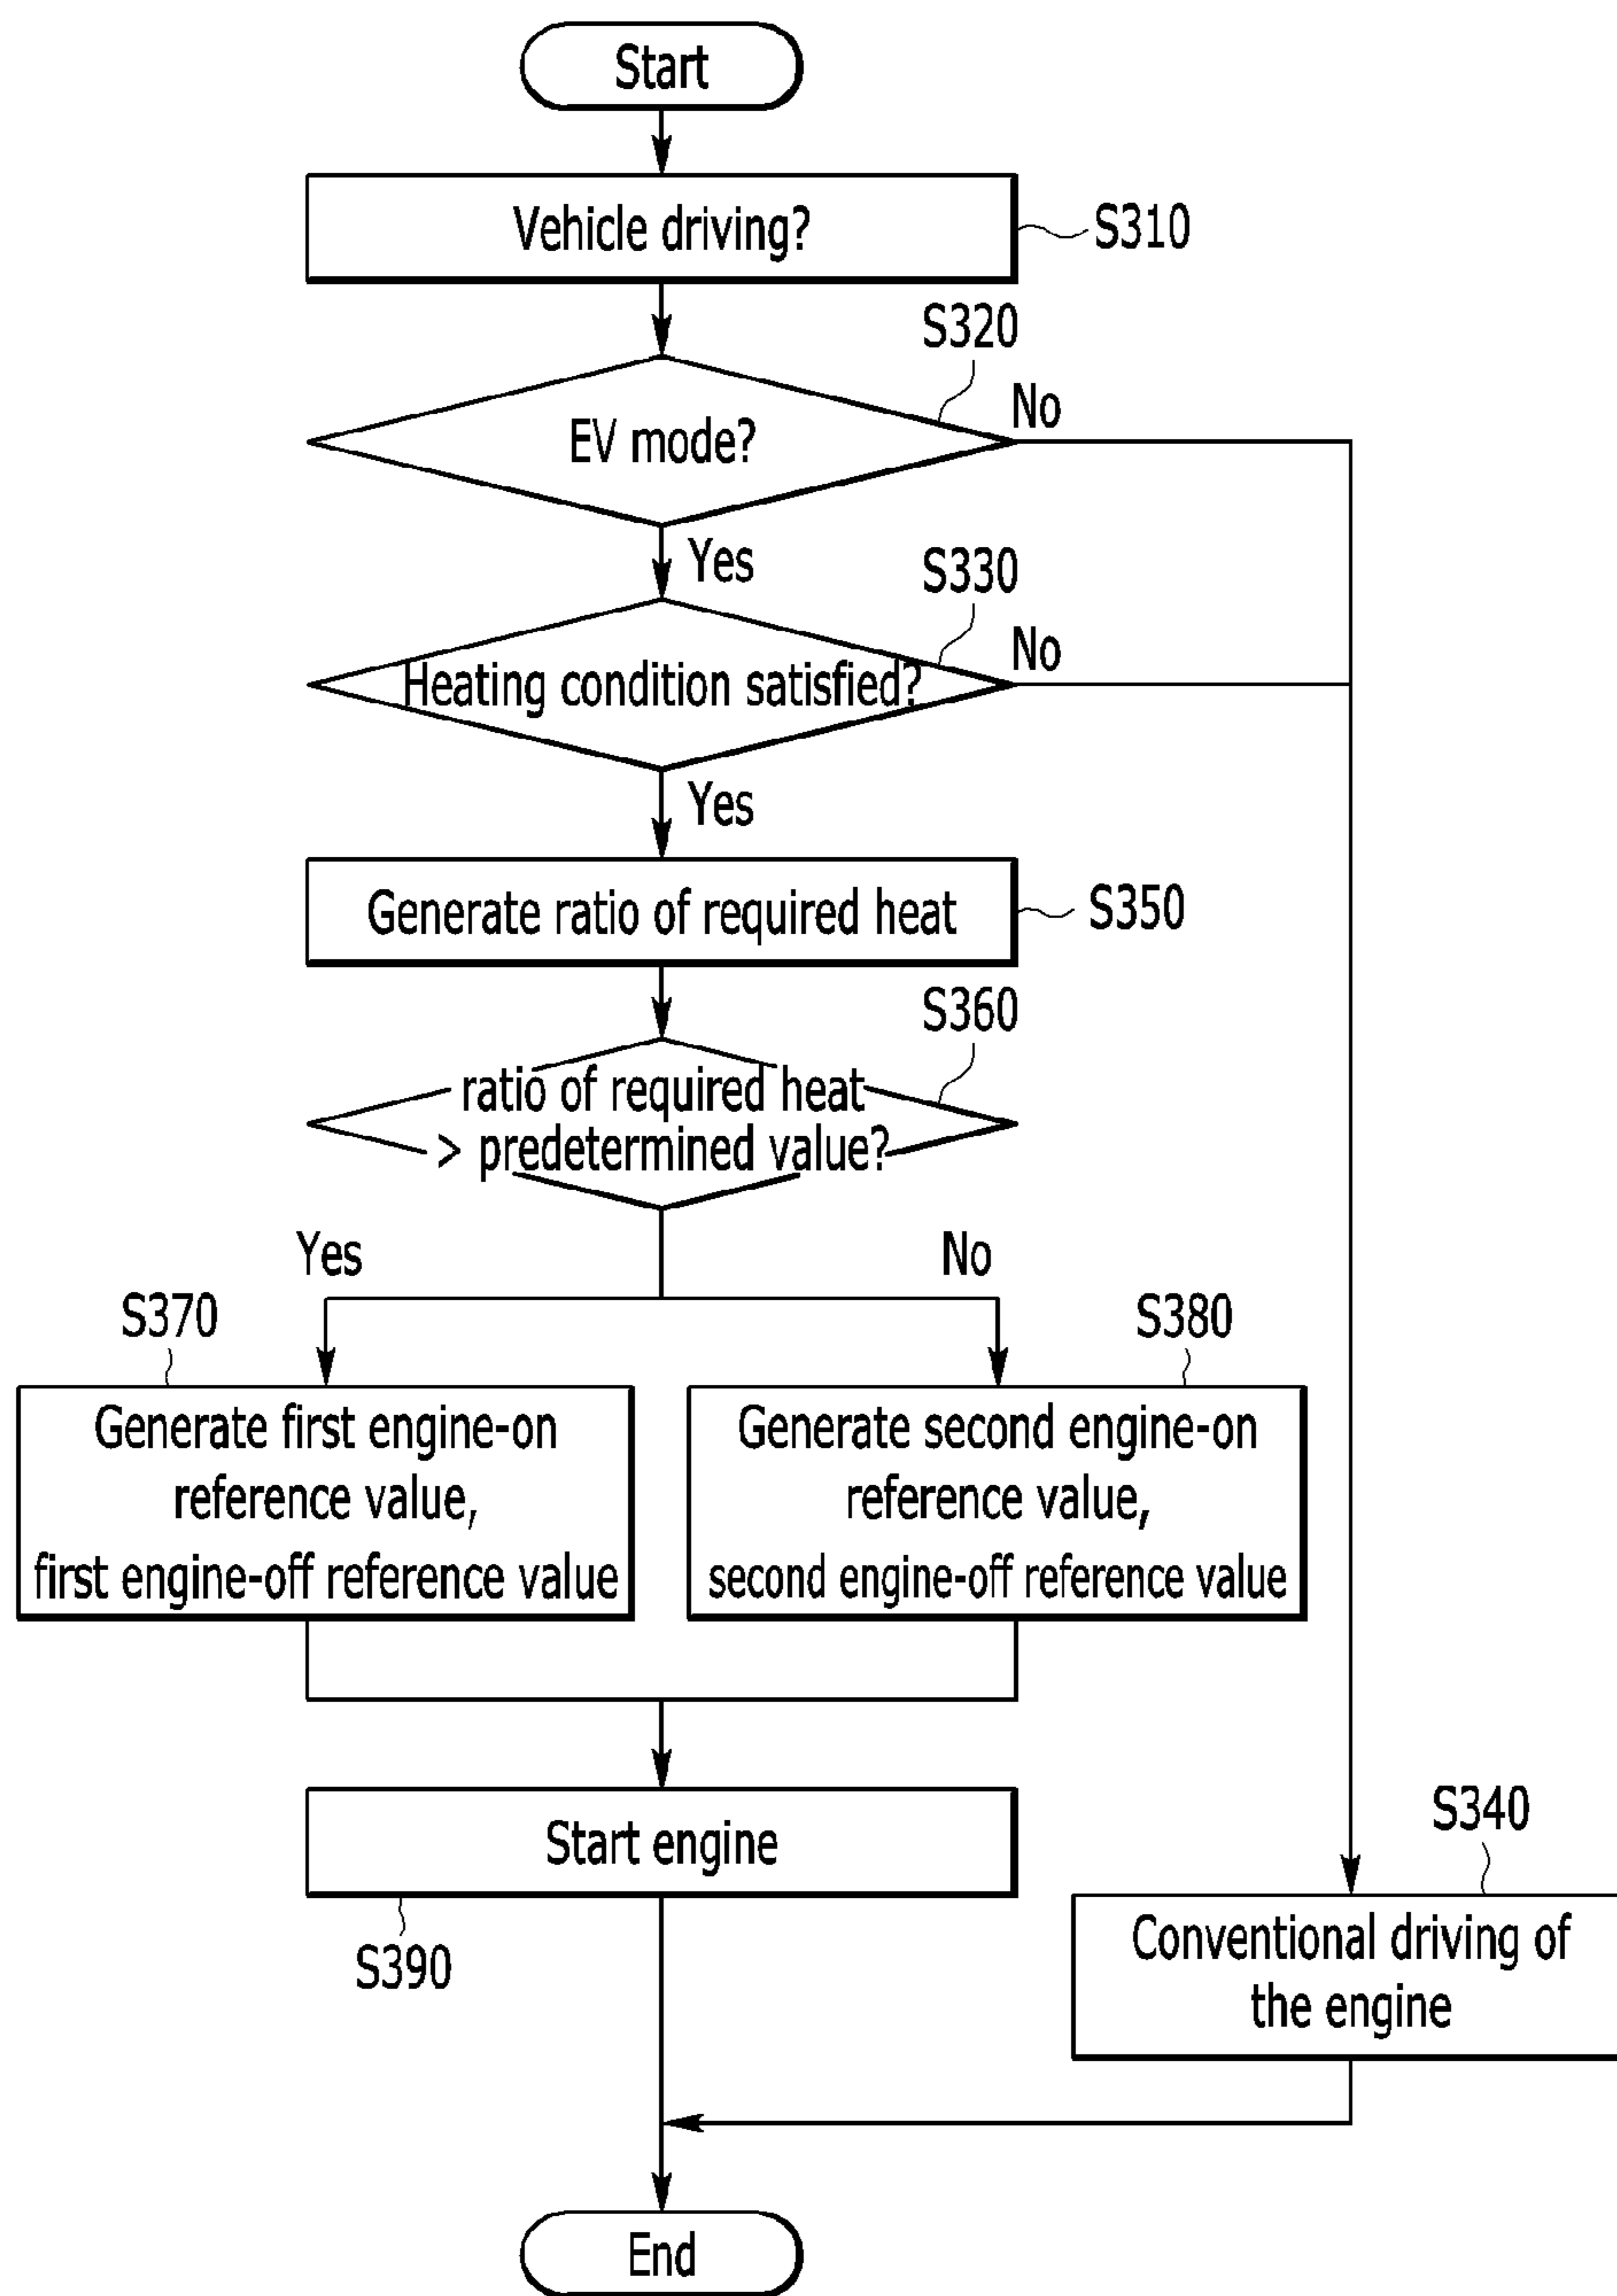 Start
Vehicle driving?
S310
S320
EV mode?
No
Yes
S330
Heating condition satisfied?
No
Yes
Generate ratio of required heat
S350
S360
ratio of required heat
> predetermined value?
Yes
No
S370
S380
Generate first engine-on
reference value,
first engine-off reference value
Generate second engine-on
reference value,
second engine-off reference value
Start engine
S390
S340
Conventional driving of
the engine
End